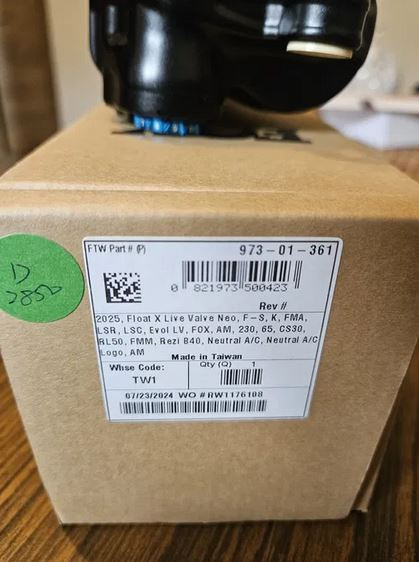 FTW Part # (P)
973-01-361
0 821973 500423
Rev #
2025, Float X Live Valve Neo, F-S, K, FMA,
LSR, LSC, Evol LV, FOX, AM, 230, 65, CS30,
RL50, FMM, Rezi B40, Neutral A/C, Neutral A/C
Logo, AM
Made in Taiwan
Whse Code:
TW1
Qty (Q) 1
07/23/2024 WO # RW1176108
D
2850